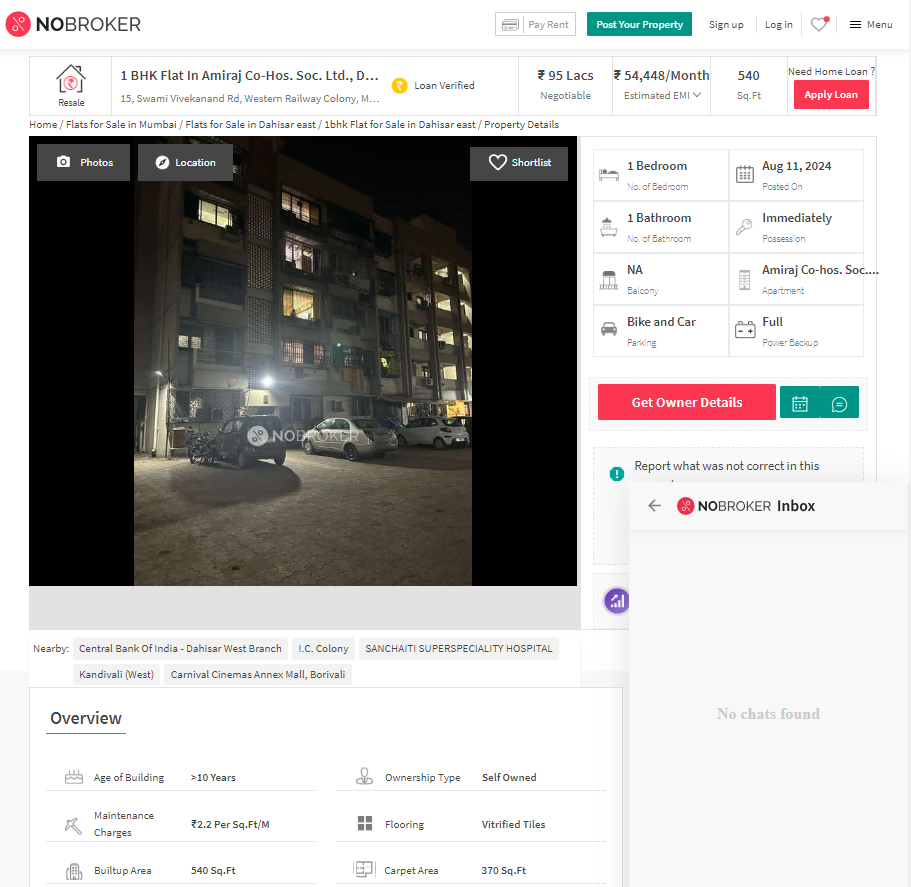 NOBROKER
Pay Rent
Post Your Property
Sign up
Log in
Menu
Resale
1 BHK Flat In Amiraj Co-Hos. Soc. Ltd., D...
15, Swami Vivekanand Rd, Western Railway Colony, M...
Loan Verified
₹ 95 Lacs
Negotiable
₹ 54,448/Month
Estimated EMI
540
Sq.Ft
Need Home Loan ?
Apply Loan
Home / Flats for Sale in Mumbai / Flats for Sale in Dahisar east / 1bhk Flat for Sale in Dahisar east / Property Details
Photos
Location
Shortlist
NOBROKER
1 Bedroom
No. of Bedroom
Aug 11, 2024
Posted On
1 Bathroom
No. of Bathroom
Immediately
Possession
NA
Balcony
Amiraj Co-hos. Soc....
Apartment
Bike and Car
Parking
Full
Power Backup
Get Owner Details
Report what was not correct in this
NOBROKER Inbox
No chats found
Nearby:
Central Bank Of India - Dahisar West Branch
I.C. Colony
SANCHAITI SUPERSPECIALITY HOSPITAL
Kandivali (West)
Carnival Cinemas Annex Mall, Borivali
Overview
Age of Building
>10 Years
Ownership Type
Self Owned
Maintenance
Charges
₹2.2 Per Sq.Ft/M
Flooring
Vitrified Tiles
Builtup Area
540 Sq.Ft
Carpet Area
370 Sq.Ft